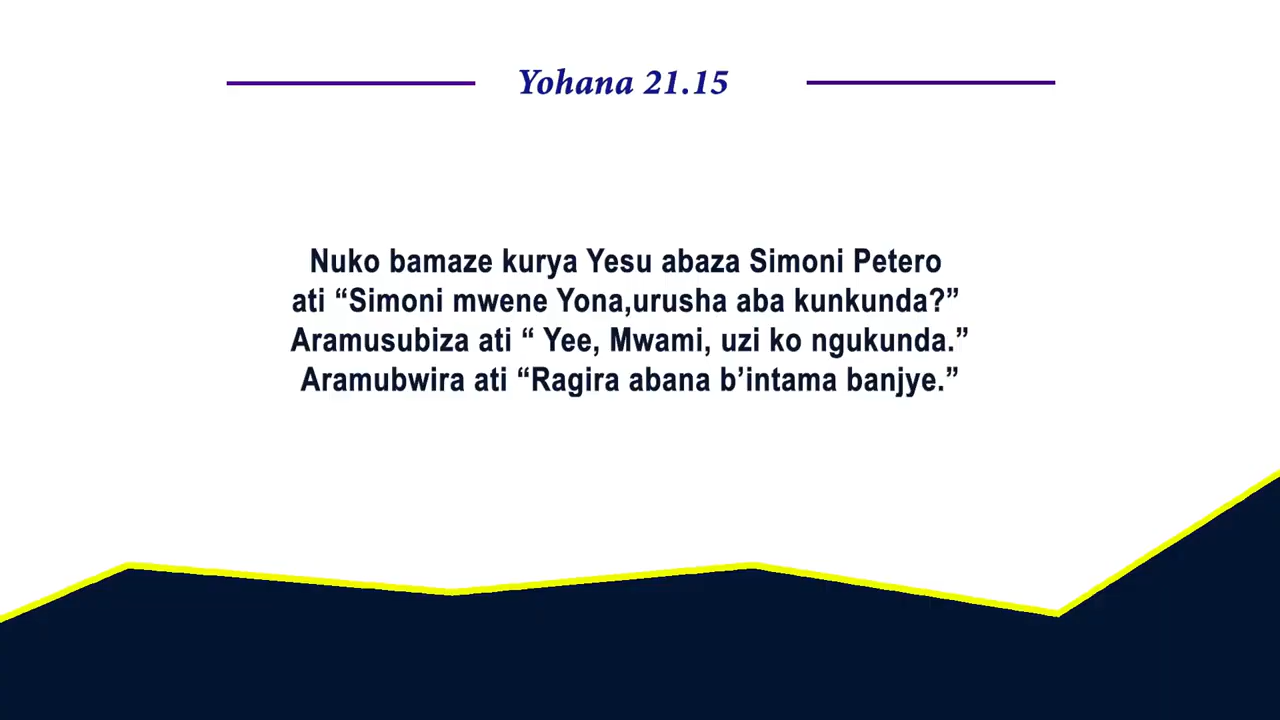 Yohana 21.15
Nuko bamaze kurya Yesu abaza Simoni Petero
ati “Simoni mwene Yona,urusha aba kunkunda?”
Aramusubiza ati “ Yee, Mwami, uzi ko ngukunda.”
Aramubwira ati “Ragira abana b’intama banjye.”